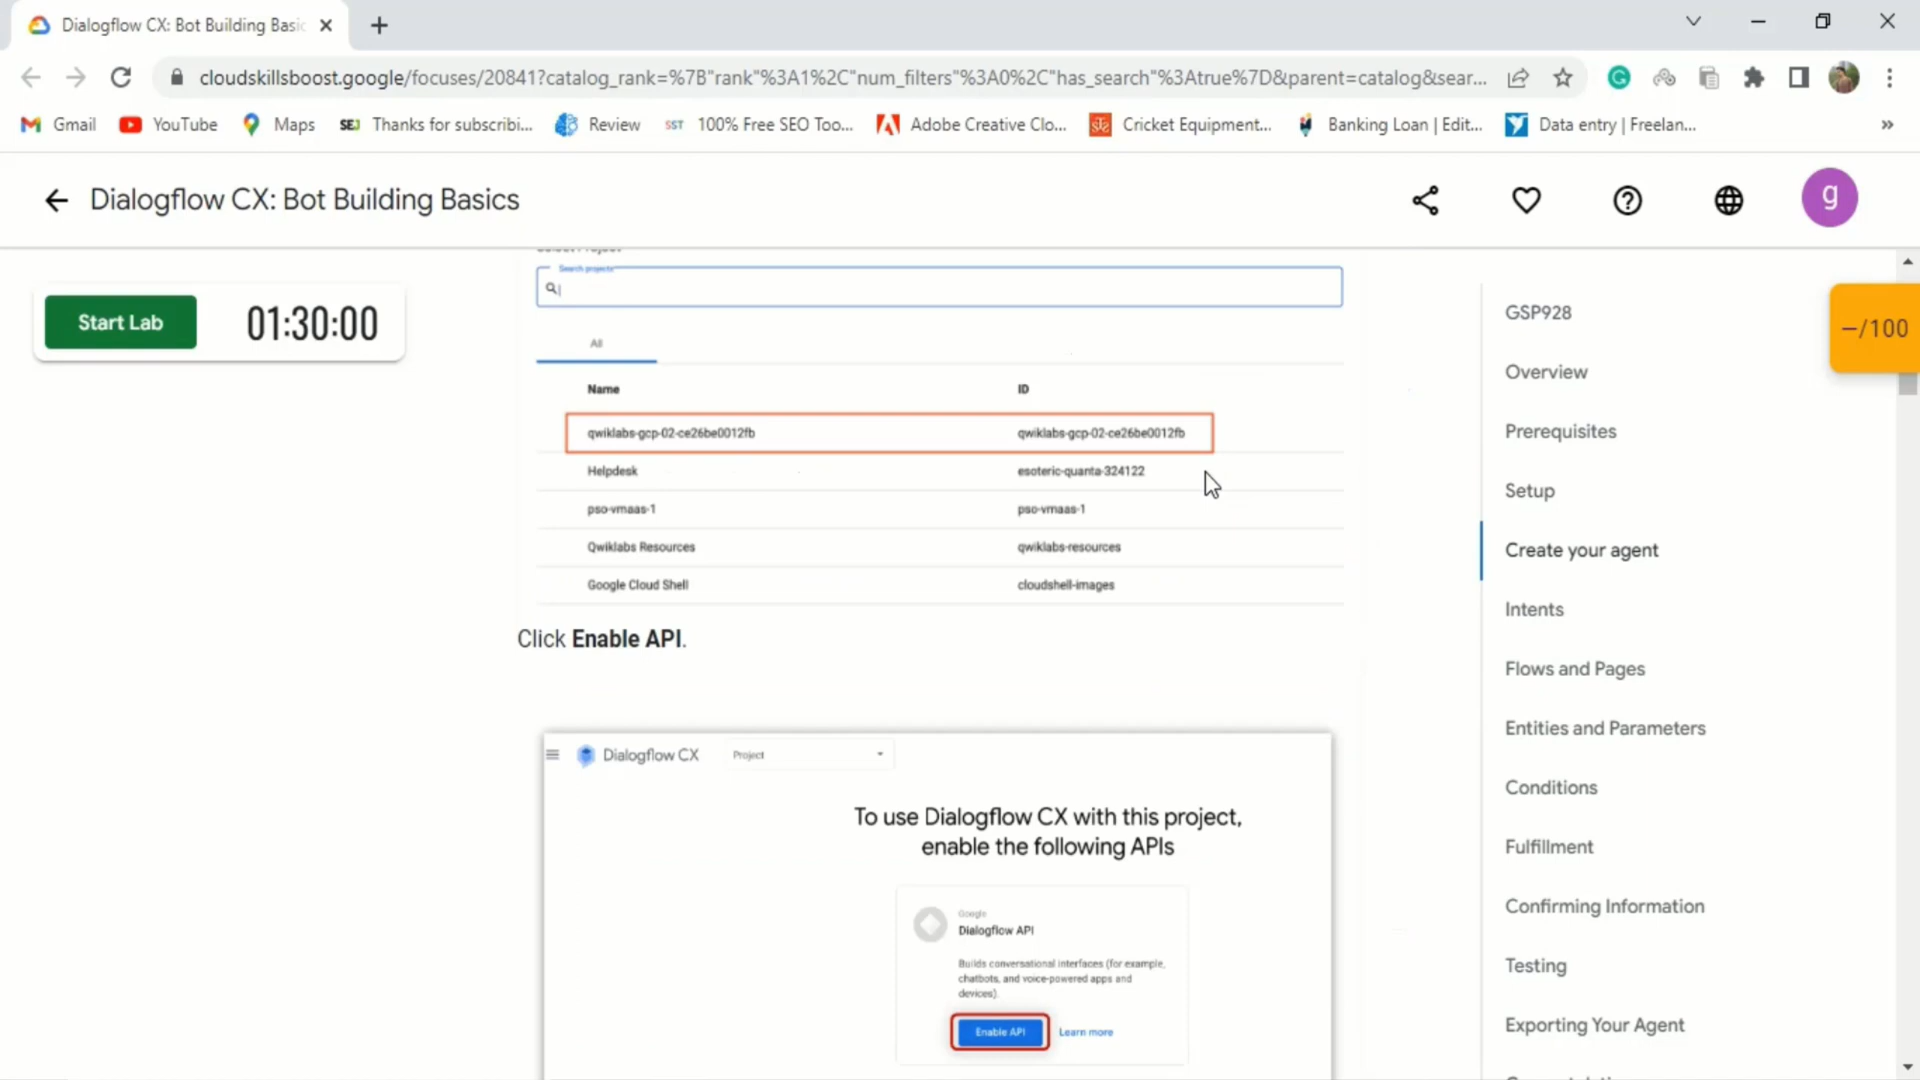 Dialogflow CX: Bot Building Basic
cloudskillsboost.google/focuses/20841?catalog_rank=%7B"rank"%3A1%2C"num_filters"%3A0%2C"has_search"%3Atrue%7D&parent=catalog&sear...
Gmail YouTube Maps SEJ Thanks for subscribi... Review SST 100% Free SEO Too... Adobe Creative Clo... Cricket Equipment... Banking Loan | Edit... Data entry | Freelan... »
Dialogflow CX: Bot Building Basics
g
Start Lab 01:30:00
–/100
Search projects
All
Name ID
qwiklabs-gcp-02-ce26be0012fb qwiklabs-gcp-02-ce26be0012fb
Helpdesk esoteric-quanta-324122
pso-vmaas-1 pso-vmaas-1
Qwiklabs Resources qwiklabs-resources
Google Cloud Shell cloudshell-images
Click Enable API.
Dialogflow CX Project
To use Dialogflow CX with this project,
enable the following APIs
Google
Dialogflow API
Builds conversational interfaces (for example,
chatbots, and voice-powered apps and
devices).
Enable API Learn more
GSP928
Overview
Prerequisites
Setup
Create your agent
Intents
Flows and Pages
Entities and Parameters
Conditions
Fulfillment
Confirming Information
Testing
Exporting Your Agent